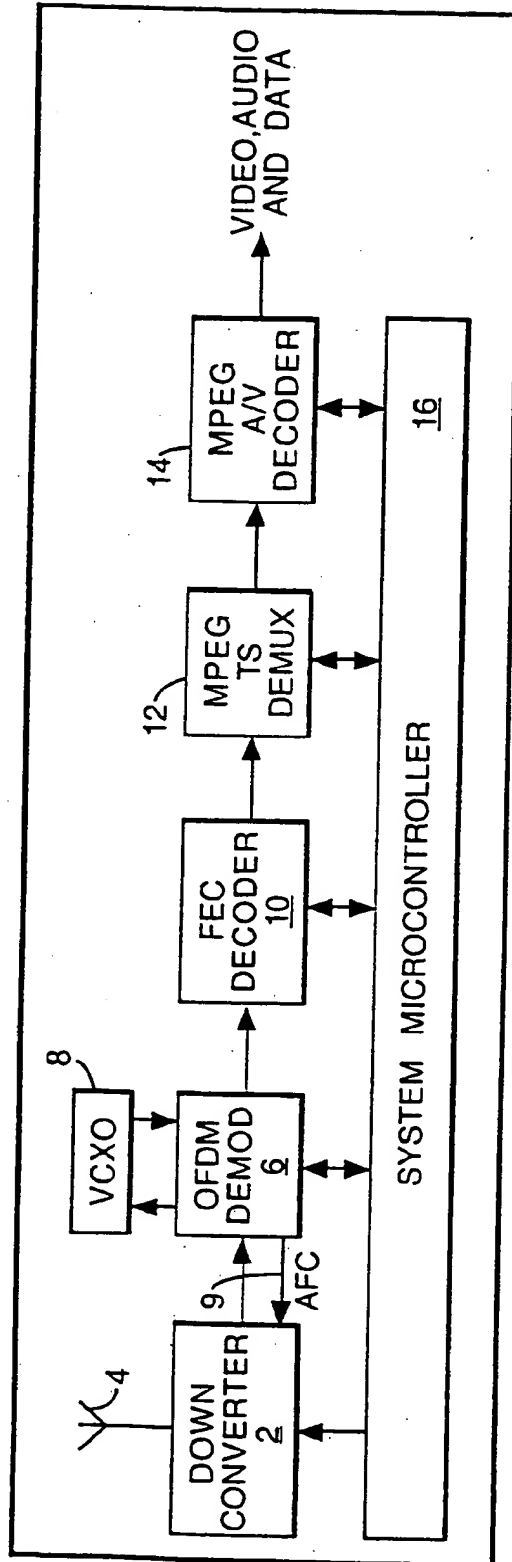 4
DOWN
CONVERTER
2
9
AFC
VCXO
8
OFDM
DEMOD
6
FEC
DECODER
10
12
MPEG
TS
DEMUX
14
MPEG
A/V
DECODER
VIDEO, AUDIO
AND DATA
SYSTEM MICROCONTROLLER
16